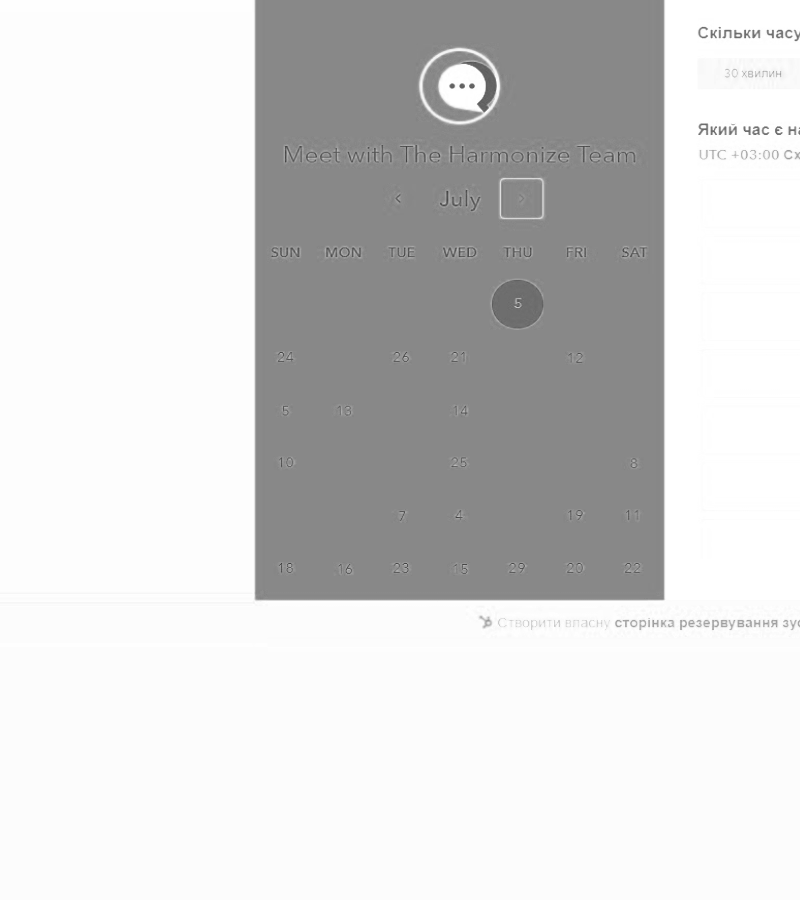 Скільки часу
30 хвилин
Meet with The Harmonize Team
Який час є на
UTC +03:00 Сх
July
SUN MON TUE WED THU FRI SAT
5
24 26 21 12
5 13 14
10 25 8
7 4 19 11
18 16 23 15 29 20 22
Створити власну сторінка резервування зус